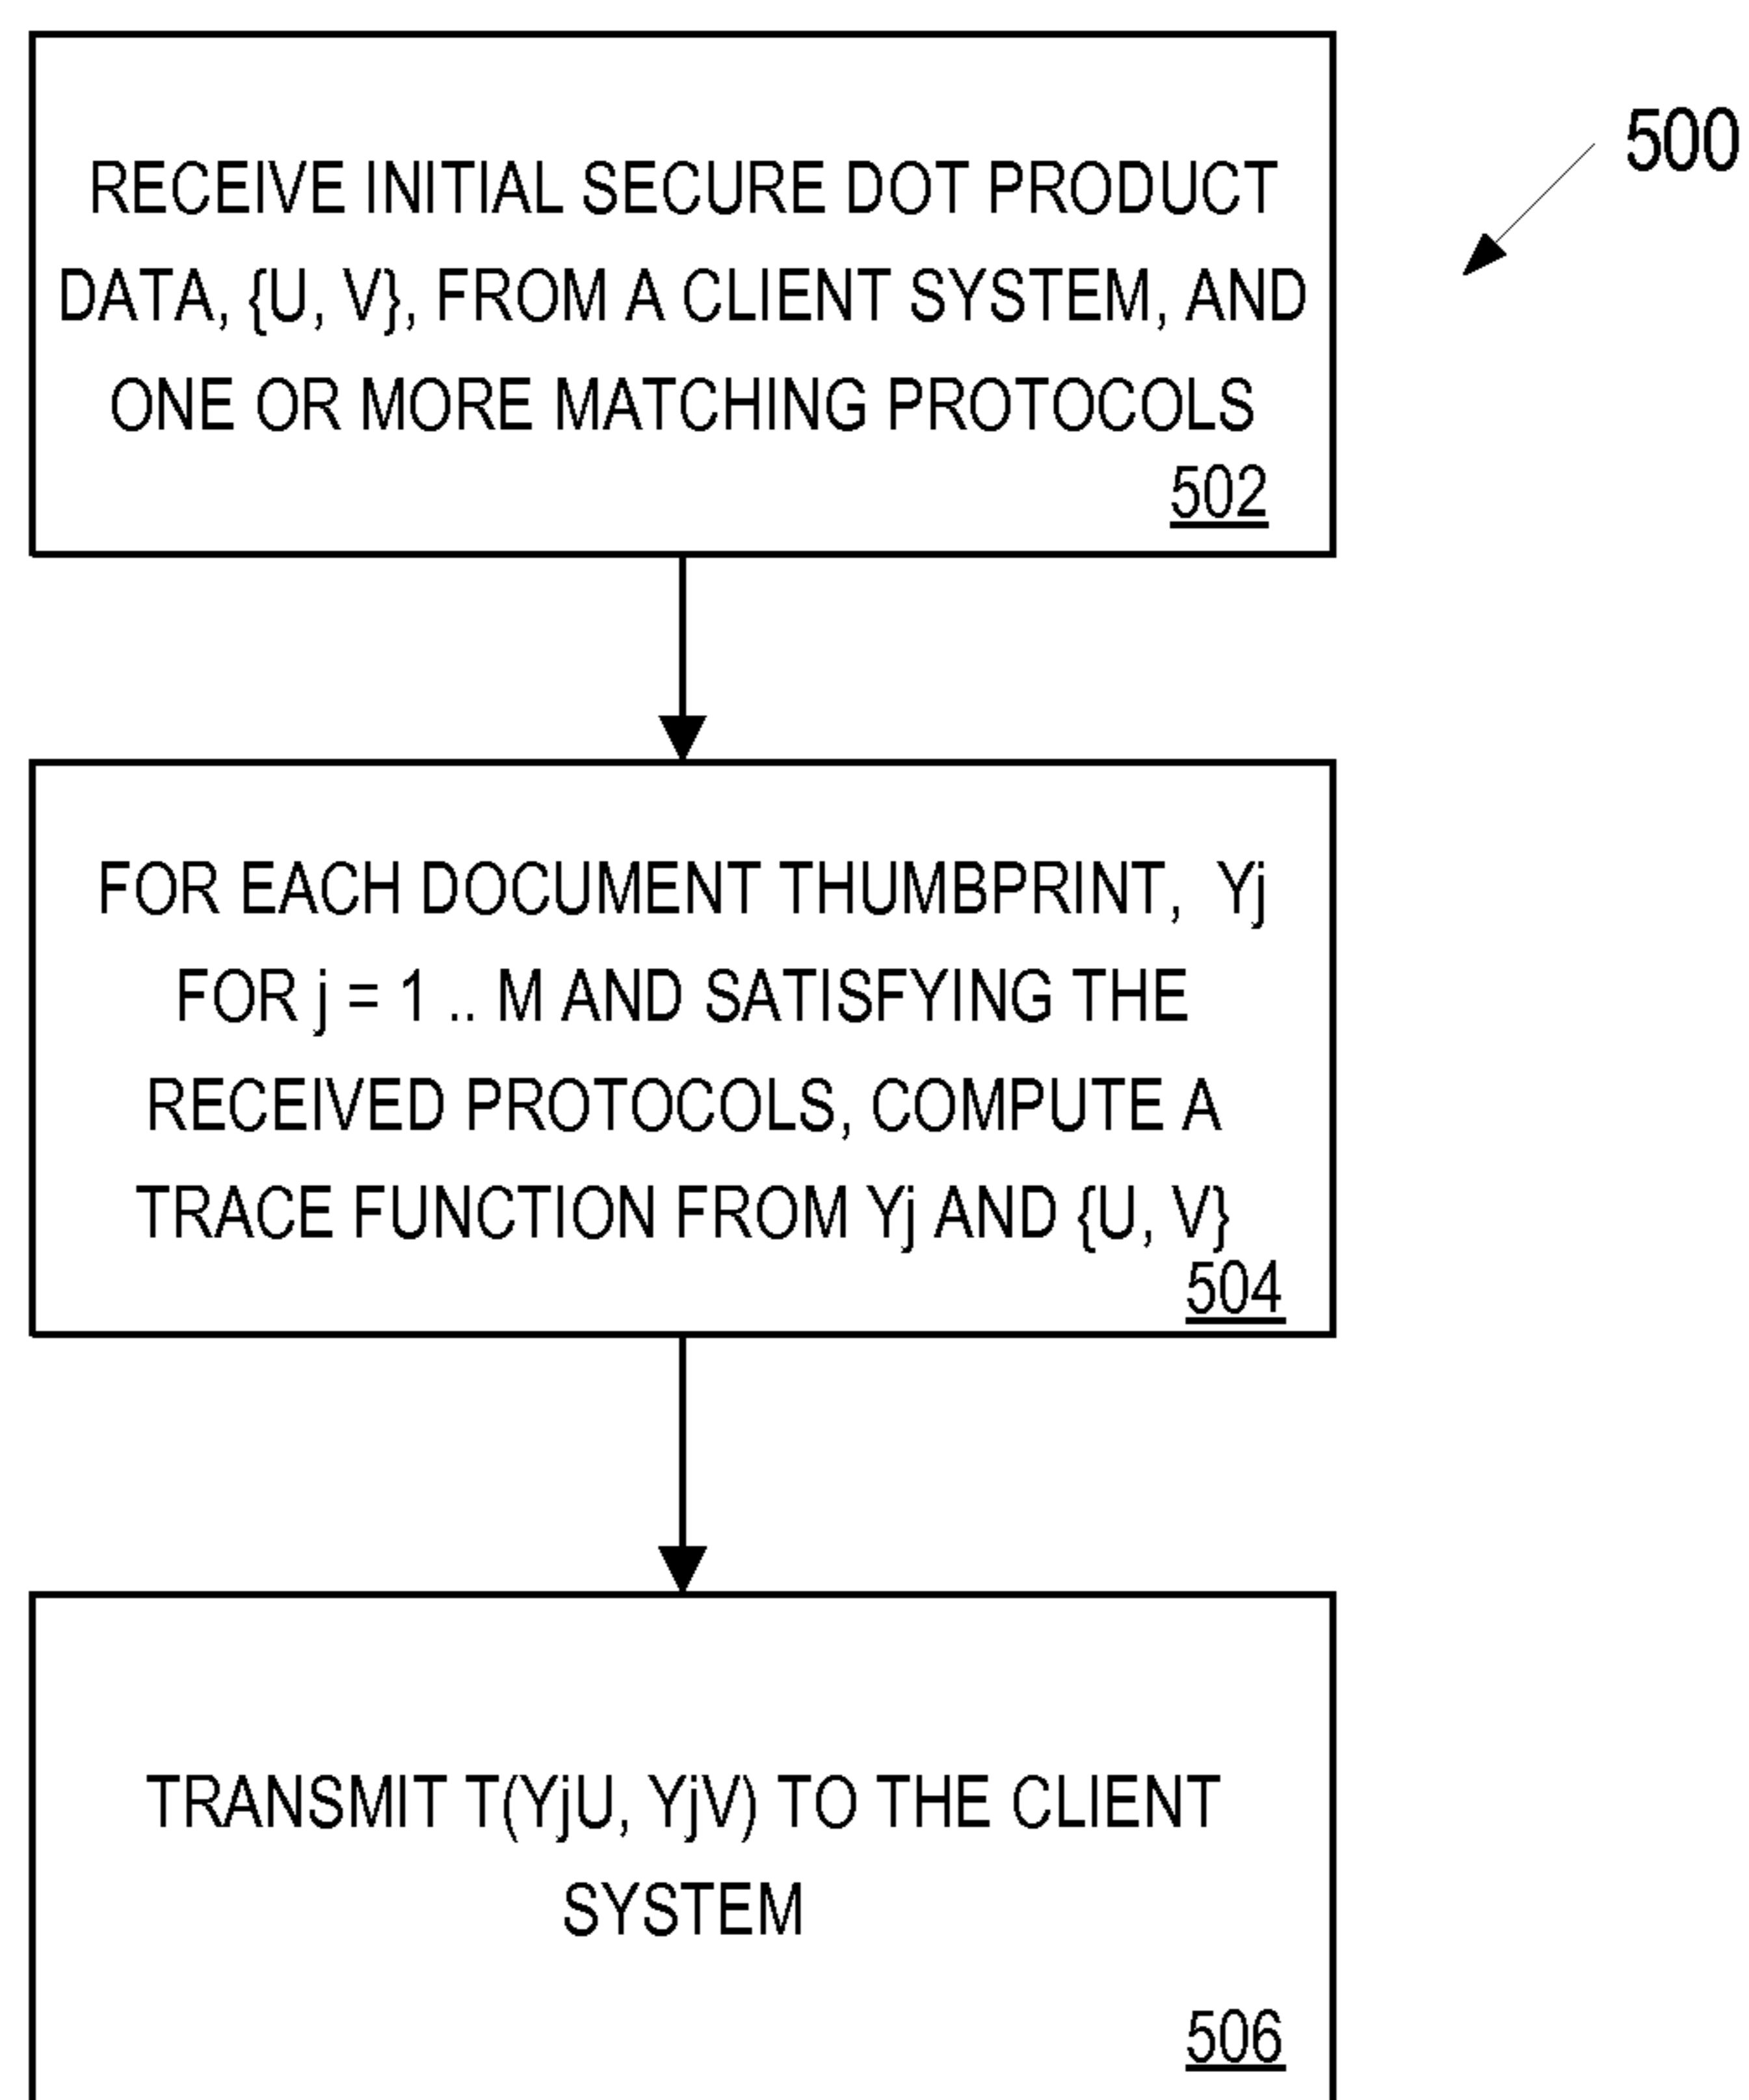 RECEIVE INITIAL SECURE DOT PRODUCT
DATA, {U, V}, FROM A CLIENT SYSTEM, AND
ONE OR MORE MATCHING PROTOCOLS
502
500
FOR EACH DOCUMENT THUMBPRINT, Yj
FOR j = 1 .. M AND SATISFYING THE
RECEIVED PROTOCOLS, COMPUTE A
TRACE FUNCTION FROM Yj AND {U, V}
504
TRANSMIT T(YjU, YjV) TO THE CLIENT
SYSTEM
506